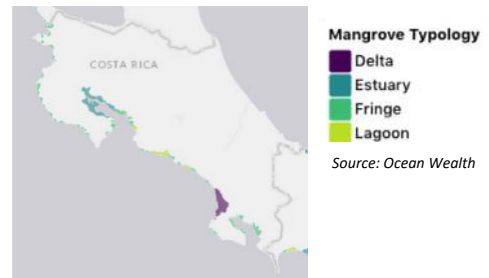 COSTA RICA
Mangrove Typology
Delta
Estuary
Fringe
Lagoon
Source: Ocean Wealth